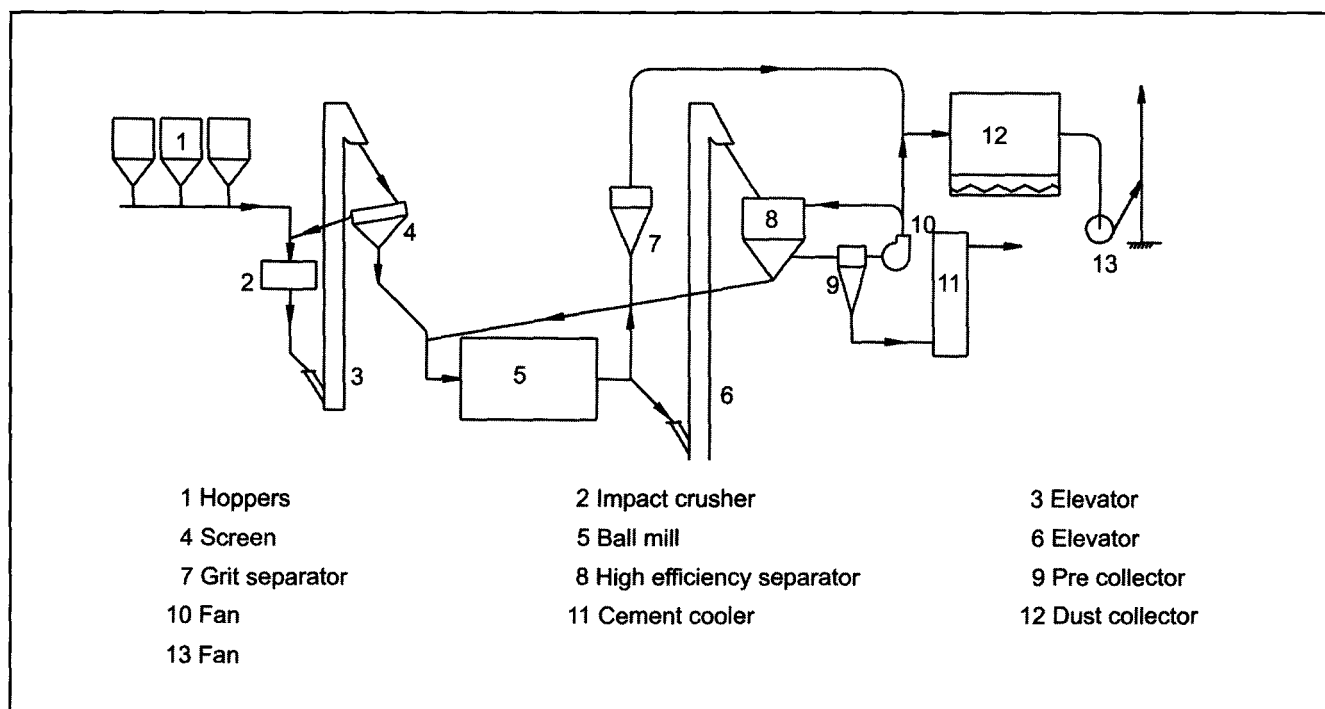 1
2
3
4
5
6
7
8
9
10
11
12
13
1 Hoppers 2 Impact crusher 3 Elevator
4 Screen 5 Ball mill 6 Elevator
7 Grit separator 8 High efficiency separator 9 Pre collector
10 Fan 11 Cement cooler 12 Dust collector
13 Fan